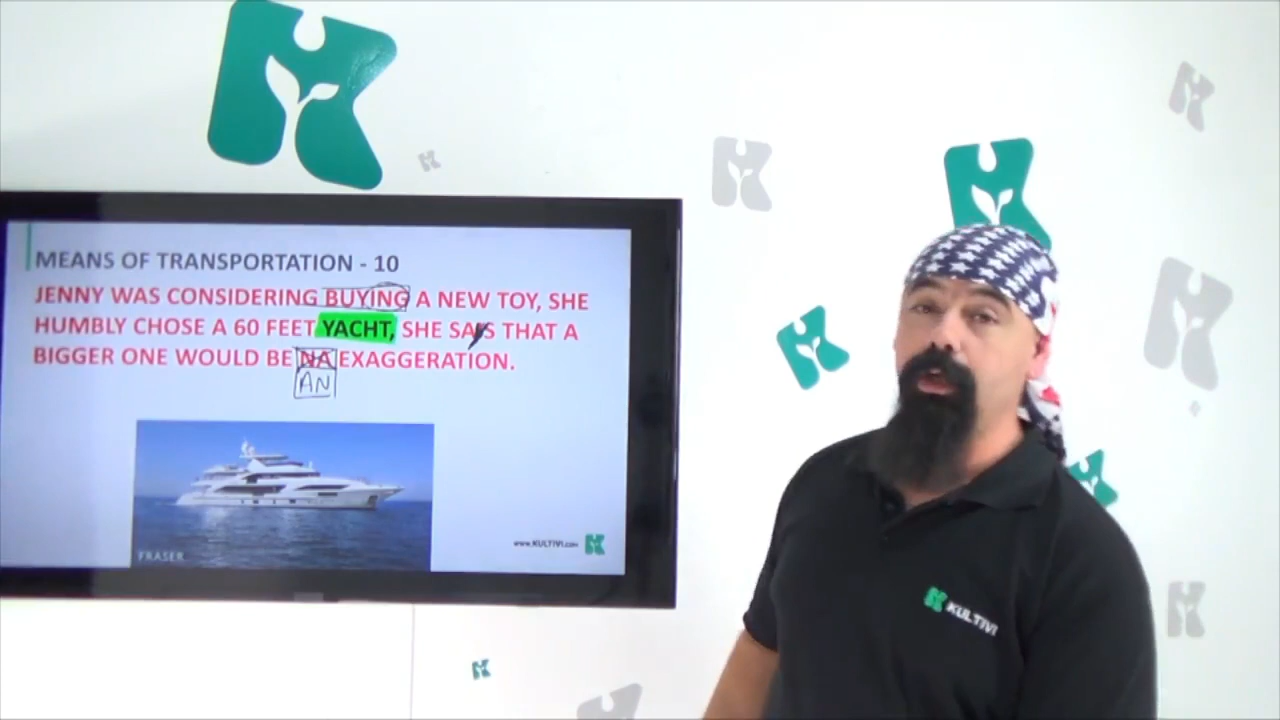 MEANS OF TRANSPORTATION - 10
JENNY WAS CONSIDERING BUYING A NEW TOY, SHE
HUMBLY CHOSE A 60 FEET YACHT, SHE SAYS THAT A
BIGGER ONE WOULD BE NA EXAGGERATION.
AN
FRASER
www.KULTIVI.com
KULTIVI